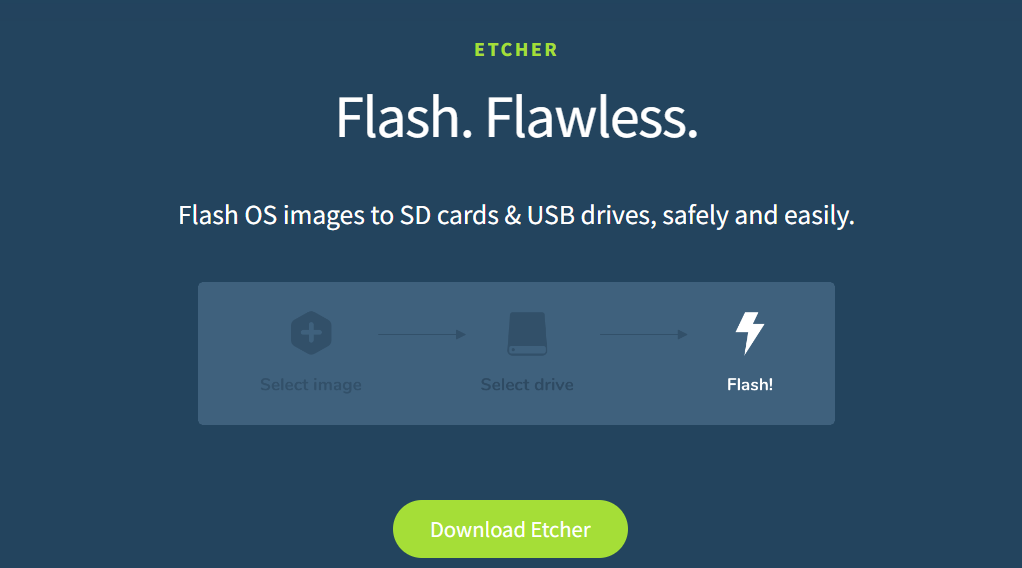 ETCHER
Flash. Flawless.
Flash OS images to SD cards & USB drives, safely and easily.
Select image Select drive Flash!
Download Etcher